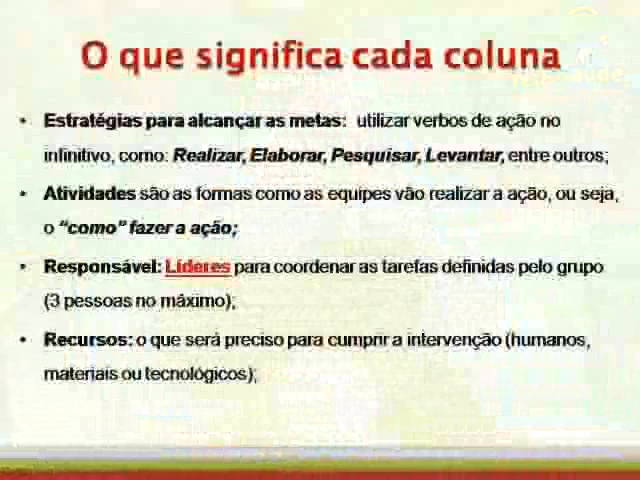 O que significa cada coluna
• Estratégias para alcançar as metas: utilizar verbos de ação no
infinitivo, como: Realizar, Elaborar, Pesquisar, Levantar, entre outros;
• Atividades são as formas como as equipes vão realizar a ação, ou seja,
o “como” fazer a ação;
• Responsável: Líderes para coordenar as tarefas definidas pelo grupo
(3 pessoas no máximo);
• Recursos: o que será preciso para cumprir a intervenção (humanos,
materiais ou tecnológicos);